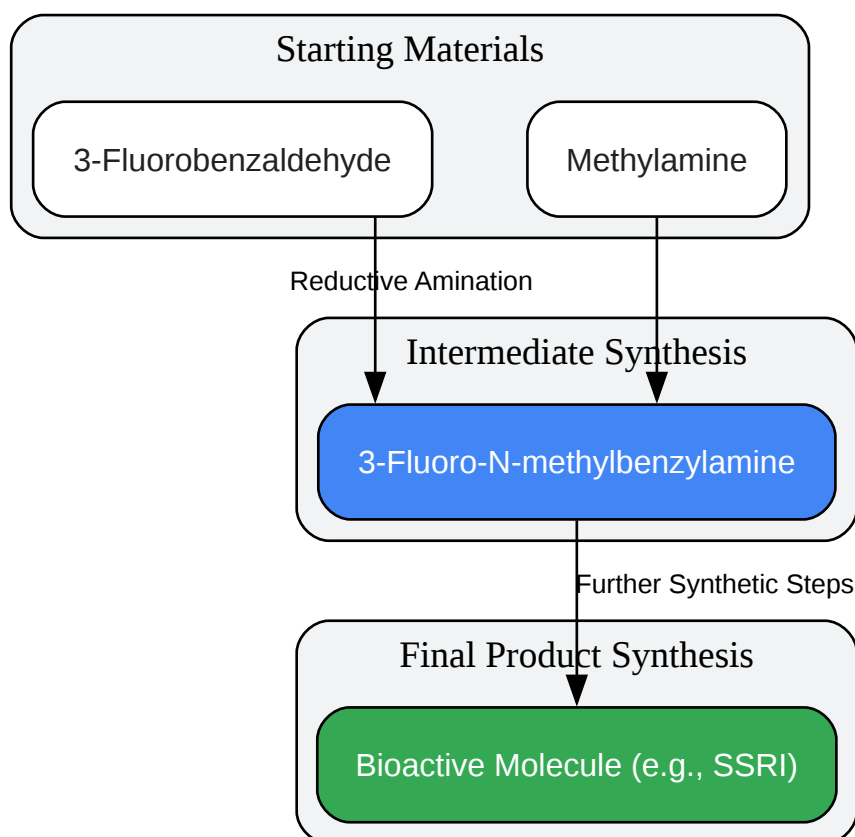 Starting Materials
3-Fluorobenzaldehyde
Methylamine
Reductive Amination
Intermediate Synthesis
3-Fluoro-N-methylbenzylamine
Further Synthetic Steps
Final Product Synthesis
Bioactive Molecule (e.g., SSRI)